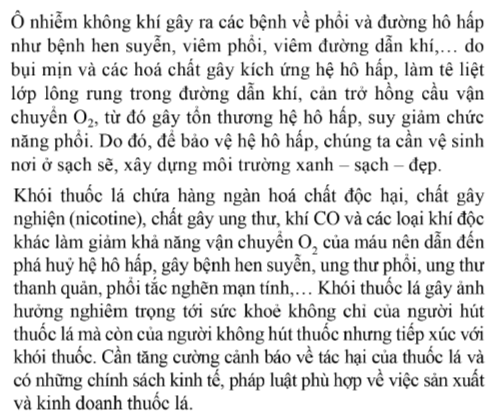 Ô nhiễm không khí gây ra các bệnh về phổi và đường hô hấp
như bệnh hen suyễn, viêm phổi, viêm đường dẫn khí,... do
bụi mịn và các hoá chất gây kích ứng hệ hô hấp, làm tê liệt
lớp lông rung trong đường dẫn khí, cản trở hồng cầu vận
chuyển O₂, từ đó gây tổn thương hệ hô hấp, suy giảm chức
năng phổi. Do đó, để bảo vệ hệ hô hấp, chúng ta cần vệ sinh
nơi ở sạch sẽ, xây dựng môi trường xanh – sạch – đẹp.
Khói thuốc lá chứa hàng ngàn hoá chất độc hại, chất gây
nghiện (nicotine), chất gây ung thư, khí CO và các loại khí độc
khác làm giảm khả năng vận chuyển O₂ của máu nên dẫn đến
phá huỷ hệ hô hấp, gây bệnh hen suyễn, ung thư phổi, ung thư
thanh quản, phổi tắc nghẽn mạn tính,... Khói thuốc lá gây ảnh
hưởng nghiêm trọng tới sức khoẻ không chỉ của người hút
thuốc lá mà còn của người không hút thuốc nhưng tiếp xúc với
khói thuốc. Cần tăng cường cảnh báo về tác hại của thuốc lá và
có những chính sách kinh tế, pháp luật phù hợp về việc sản xuất
và kinh doanh thuốc lá.